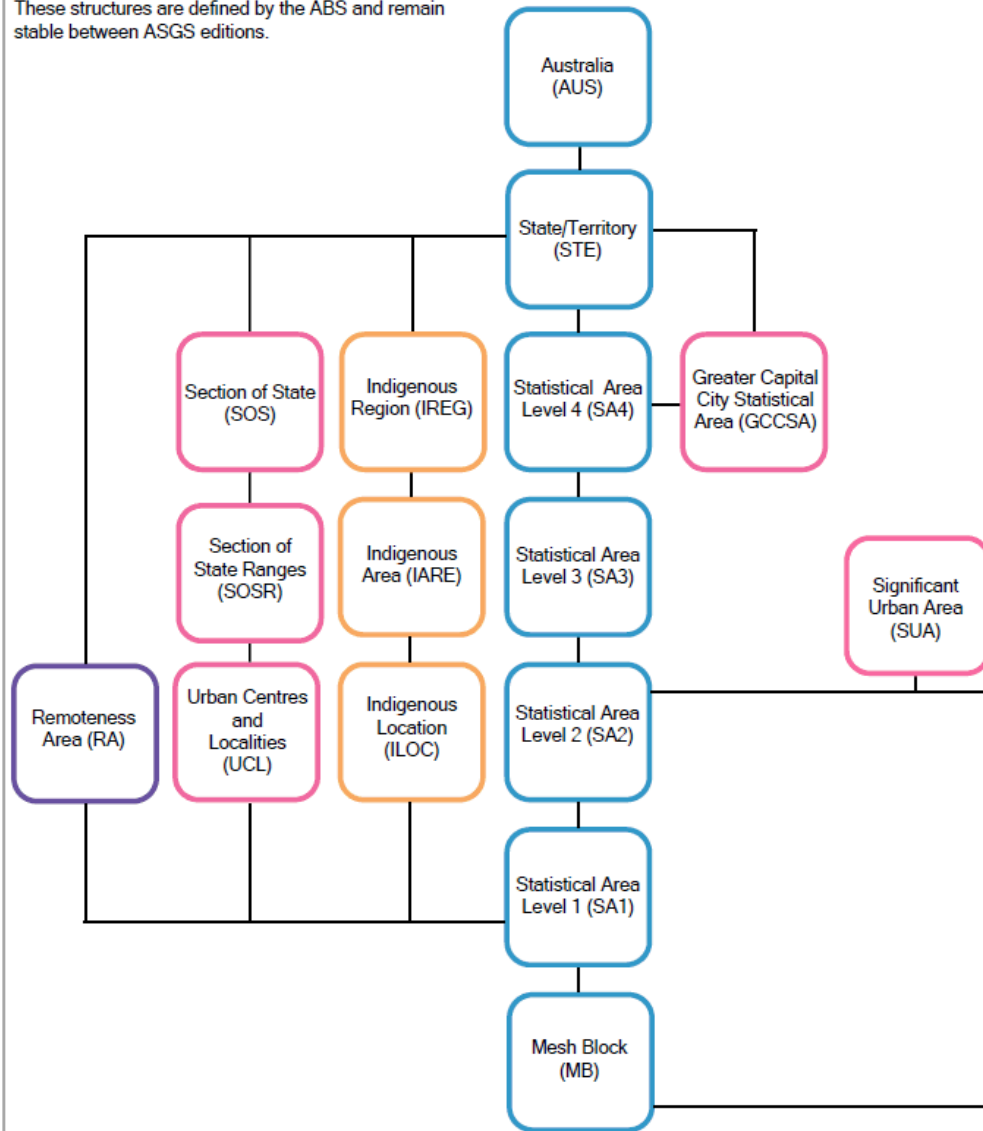 These structures are defined by the ABS and remain
stable between ASGS editions.
Australia
(AUS)
State/Territory
(STE)
Section of State
(SOS)
Indigenous
Region (IREG)
Statistical Area
Level 4 (SA4)
Greater Capital
City Statistical
Area (GCCSA)
Section of
State Ranges
(SOSR)
Indigenous
Area (IARE)
Statistical Area
Level 3 (SA3)
Significant
Urban Area
(SUA)
Remoteness
Area (RA)
Urban Centres
and
Localities
(UCL)
Indigenous
Location
(ILOC)
Statistical Area
Level 2 (SA2)
Statistical Area
Level 1 (SA1)
Mesh Block
(MB)